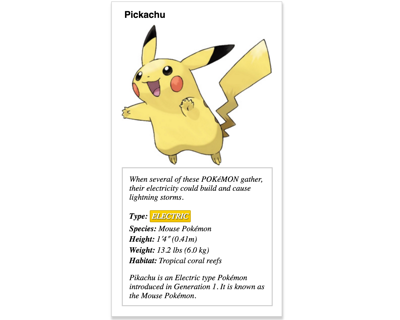 Pickachu
When several of these POKéMON gather,
their electricity could build and cause
lightning storms.
Type: ELECTRIC
Species: Mouse Pokémon
Height: 1′4″ (0.41m)
Weight: 13.2 lbs (6.0 kg)
Habitat: Tropical coral reefs
Pikachu is an Electric type Pokémon
introduced in Generation 1. It is known as
the Mouse Pokémon.